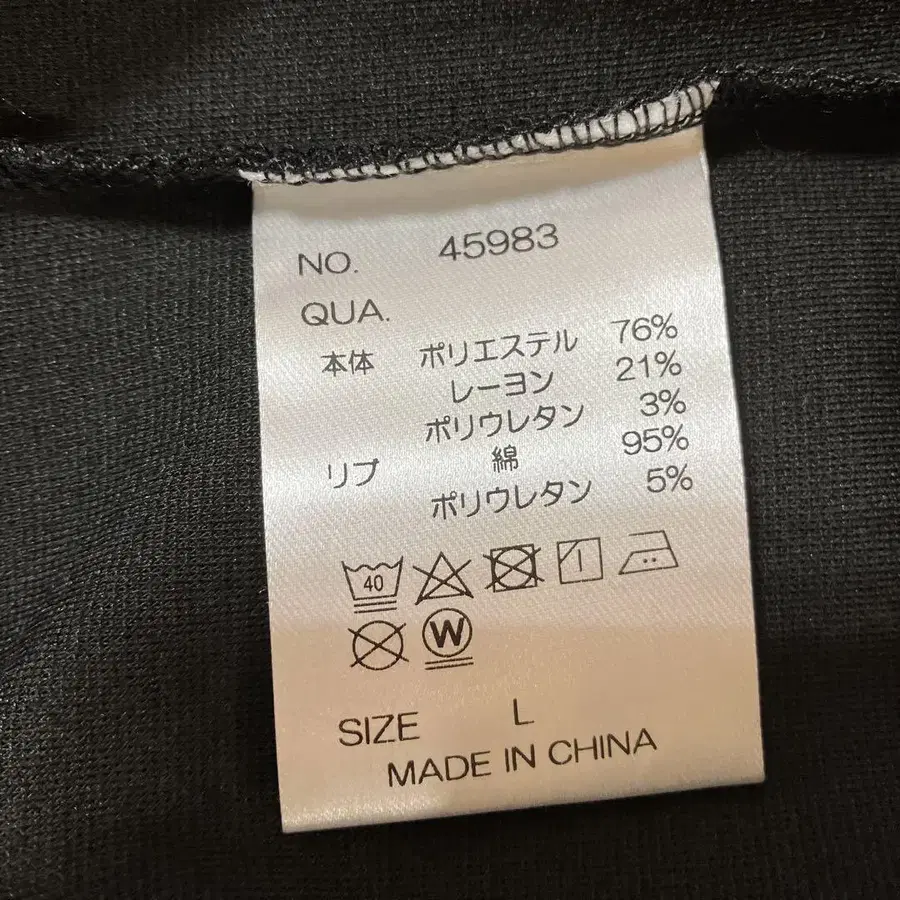 NO. 45983
QUA.
本体 ポリエステル 76%
レーヨン 21%
ポリウレタン 3%
リブ 綿 95%
ポリウレタン 5%
40
W
SIZE L
MADE IN CHINA